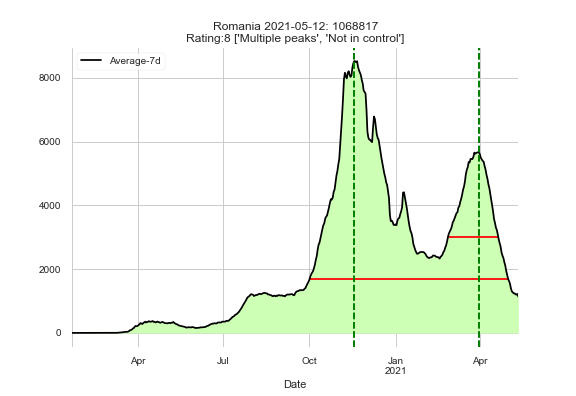 Romania 2021-05-12: 1068817
Rating:8 ['Multiple peaks', 'Not in control']
Average-7d
8000
6000
4000
2000
0
Apr
Jul
Oct
Jan
2021
Apr
Date